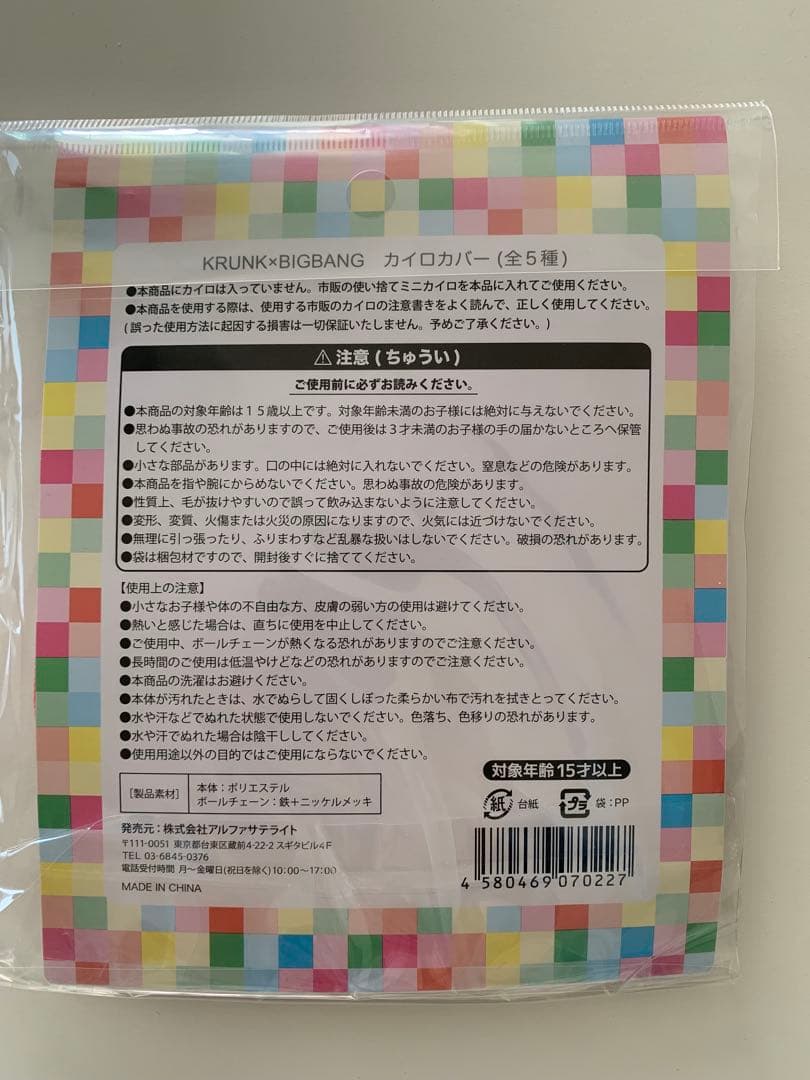 KRUNK×BIGBANG　カイロカバー (全5種)
●本商品にカイロは入っていません。市販の使い捨てミニカイロを本品に入れてご使用ください。
●本商品を使用する際は、使用する市販のカイロの注意書きをよく読んで、正しく使用してください。
(誤った使用方法に起因する損害は一切保証いたしません。予めご了承ください。)
⚠注意(ちゅうい)
ご使用前に必ずお読みください。
●本商品の対象年齢は１５歳以上です。対象年齢未満のお子様には絶対に与えないでください。
●思わぬ事故の恐れがありますので、ご使用後は３才未満のお子様の手の届かないところへ保管
してください。
●小さな部品があります。口の中には絶対に入れないでください。窒息などの危険があります。
●本商品を指や腕にからめないでください。思わぬ事故の危険があります。
●性質上、毛が抜けやすいので誤って飲み込まないように注意してください。
●変形、変質、火傷または火災の原因になりますので、火気には近づけないでください。
●無理に引っ張ったり、ふりまわすなど乱暴な扱いはしないでください。破損の恐れがあります。
●袋は梱包材ですので、開封後すぐに捨ててください。
【使用上の注意】
●小さなお子様や体の不自由な方、皮膚の弱い方の使用は避けてください。
●熱いと感じた場合は、直ちに使用を中止してください。
●ご使用中、ボールチェーンが熱くなる恐れがありますのでご注意ください。
●長時間のご使用は低温やけどなどの恐れがありますのでご注意ください。
●本商品の洗濯はお避けください。
●本体が汚れたときは、水でぬらして固くしぼった柔らかい布で汚れを拭きとってください。
●水や汗などでぬれた状態で使用しないでください。色落ち、色移りの恐れがあります。
●水や汗でぬれた場合は陰干ししてください。
●使用用途以外の目的ではご使用にならないでください。
対象年齢15才以上
[製品素材]
本体：ポリエステル
ボールチェーン：鉄＋ニッケルメッキ
紙 台紙 プラ 袋：PP
発売元：株式会社アルファサテライト
〒111-0051 東京都台東区蔵前4-22-2 スギタビル4F
TEL 03-6845-0376
電話受付時間 月〜金曜日(祝日を除く)10:00〜17:00
MADE IN CHINA
4 580469 070227